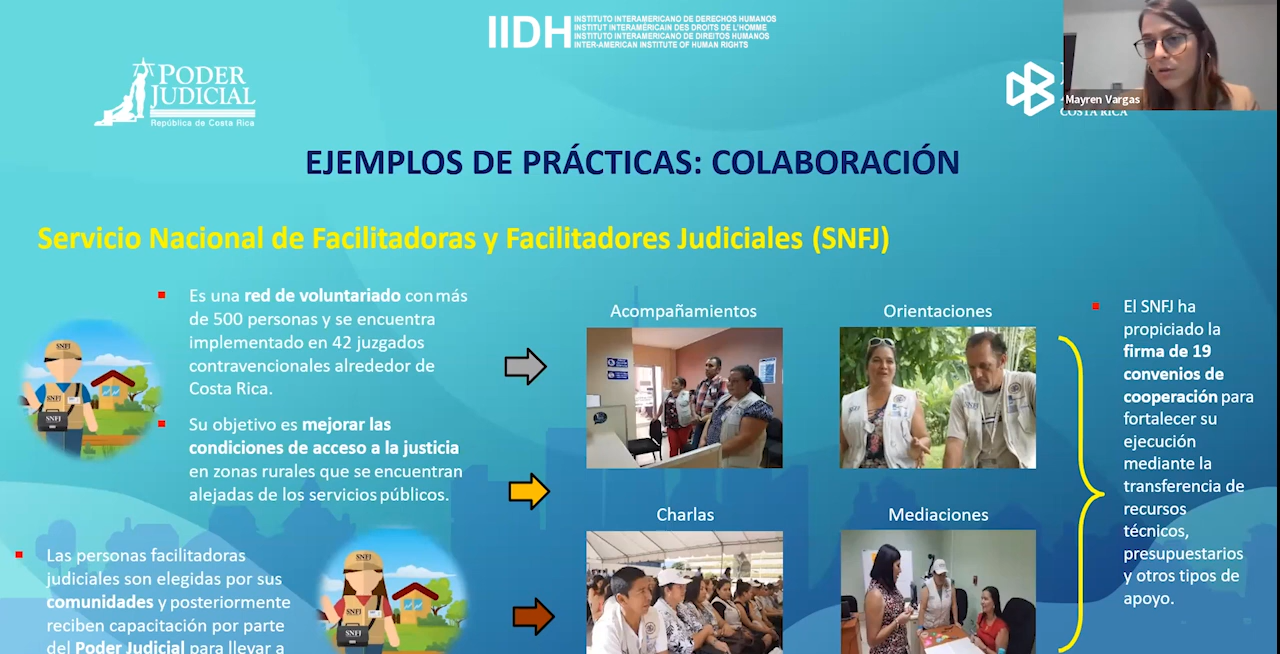 IIDH
INSTITUTO INTERAMERICANO DE DERECHOS HUMANOS
INSTITUT INTERAMÉRICAIN DES DROITS DE L'HOMME
INSTITUTO INTERAMERICANO DE DIREITOS HUMANOS
INTER-AMERICAN INSTITUTE OF HUMAN RIGHTS
PODER
JUDICIAL
República de Costa Rica
Mayren Vargas
COSTA RICA
EJEMPLOS DE PRÁCTICAS: COLABORACIÓN
Servicio Nacional de Facilitadoras y Facilitadores Judiciales (SNFJ)
Es una red de voluntariado con más
de 500 personas y se encuentra
implementado en 42 juzgados
contravencionales alrededor de
Costa Rica.
Su objetivo es mejorar las
condiciones de acceso a la justicia
en zonas rurales que se encuentran
alejadas de los servicios públicos.
SNFJ
SNFJ
SNFJ
Las personas facilitadoras
judiciales son elegidas por sus
comunidades y posteriormente
reciben capacitación por parte
del Poder Judicial para llevar a
SNFJ
SNFJ
SNFJ
Acompañamientos
Orientaciones
Charlas
Mediaciones
El SNFJ ha
propiciado la
firma de 19
convenios de
cooperación para
fortalecer su
ejecución
mediante la
transferencia de
recursos
técnicos,
presupuestarios
y otros tipos de
apoyo.